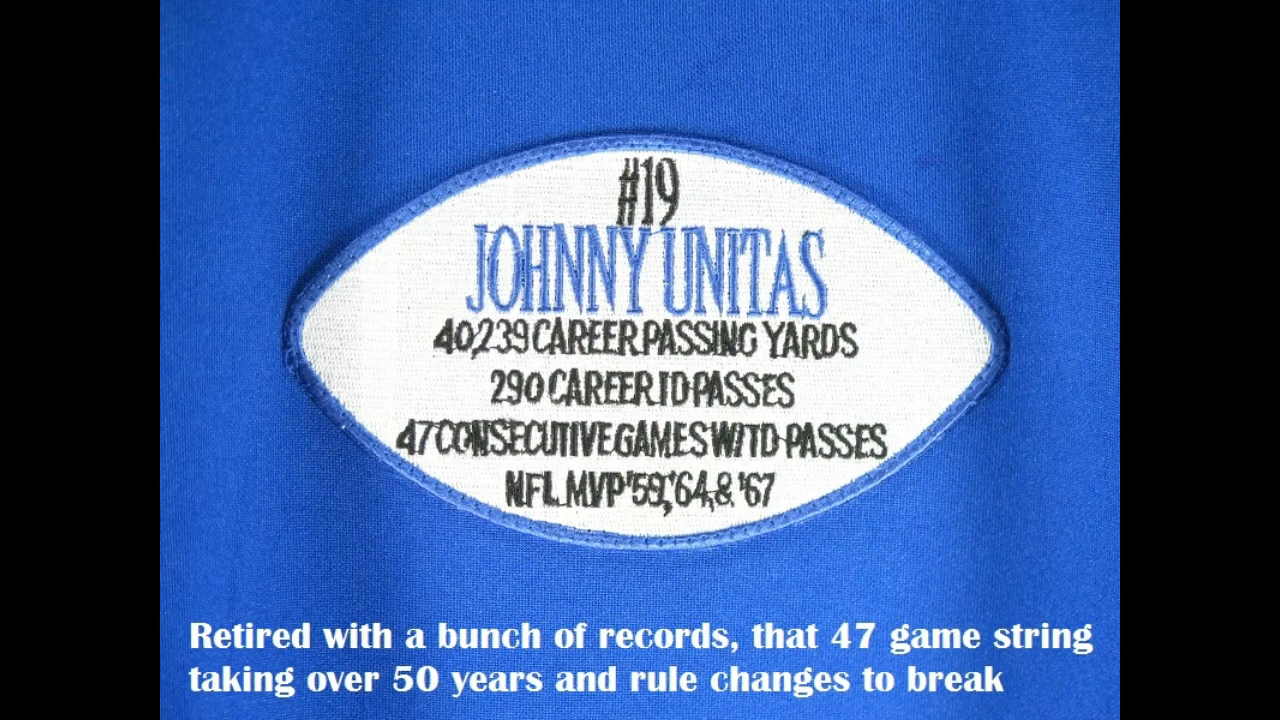 #19
JOHNNY UNITAS
40,239 CAREER PASSING YARDS
290 CAREER TD PASSES
47 CONSECUTIVE GAMES W/TD PASSES
NFL MVP '59,'64,& '67
Retired with a bunch of records, that 47 game string
taking over 50 years and rule changes to break